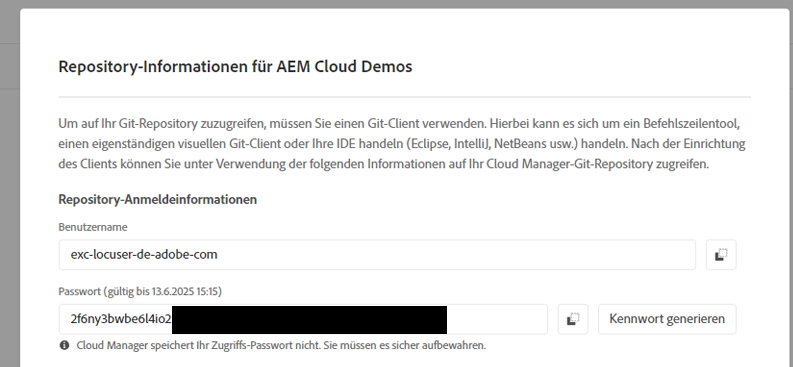 Repository-Informationen für AEM Cloud Demos
Um auf Ihr Git-Repository zuzugreifen, müssen Sie einen Git-Client verwenden. Hierbei kann es sich um ein Befehlszeilentool,
einen eigenständigen visuellen Git-Client oder Ihre IDE handeln (Eclipse, IntelliJ, NetBeans usw.) handeln. Nach der Einrichtung
des Clients können Sie unter Verwendung der folgenden Informationen auf Ihr Cloud Manager-Git-Repository zugreifen.
Repository-Anmeldeinformationen
Benutzername
exc-locuser-de-adobe-com
Passwort (gültig bis 13.6.2025 15:15)
2f6ny3bwbe6l4io2
Kennwort generieren
Cloud Manager speichert Ihr Zugriffs-Passwort nicht. Sie müssen es sicher aufbewahren.